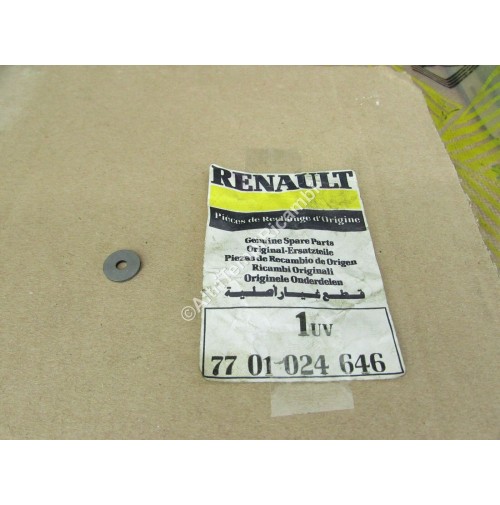 RENAULT
Pieces de Rechange d'Origine
Genuine Spare Parts
Original-Ersatzteile
Piezas de Recambio de Origen
Ricambi Originali
Originele Onderdelen
قطع غيار أصلية
1UV
77 01 024 646